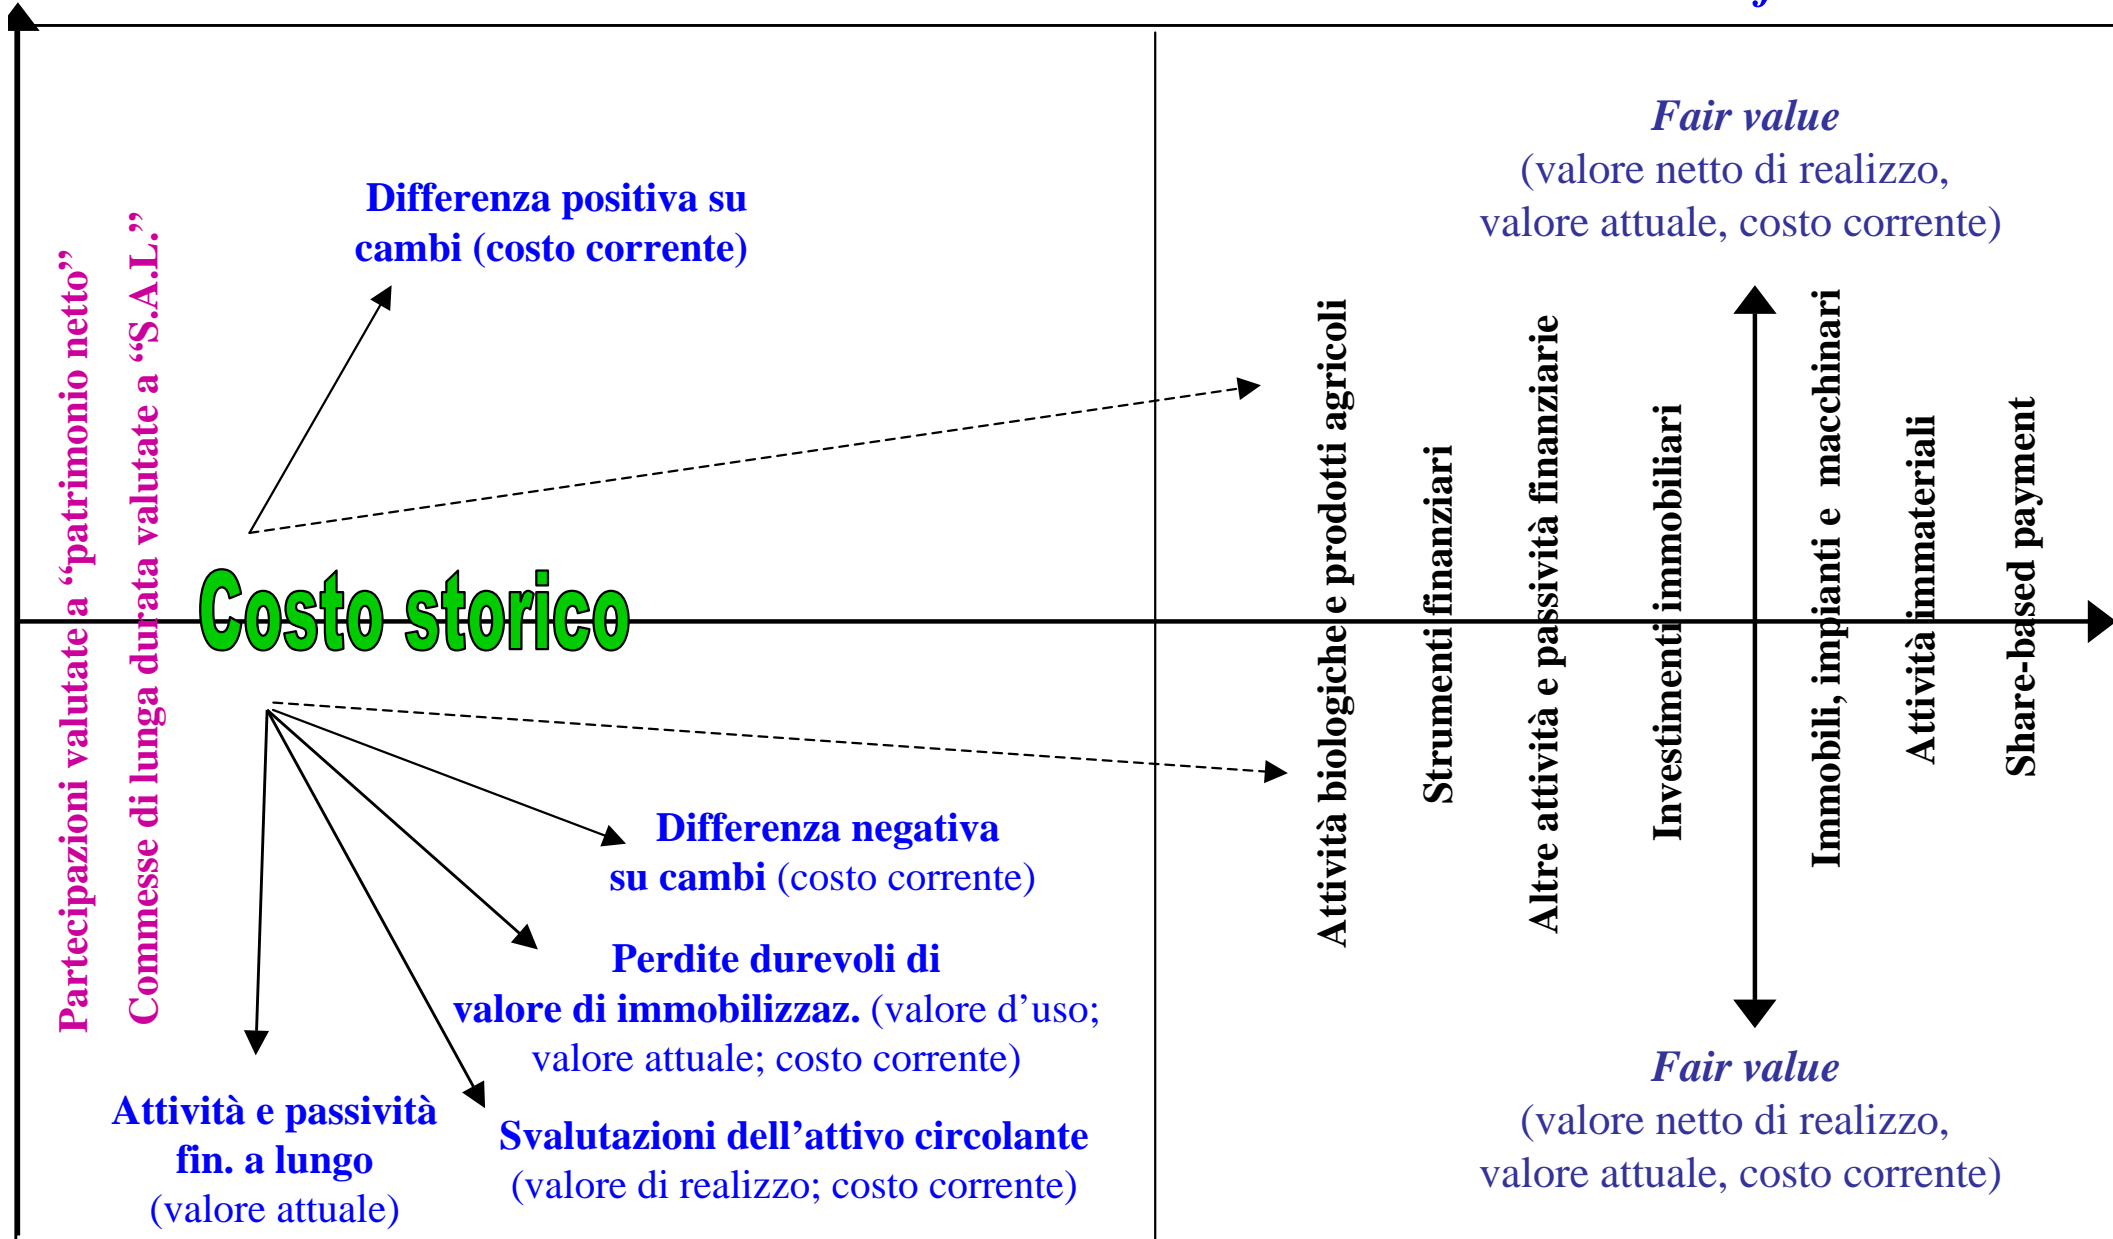 Partecipazioni valutate a “patrimonio netto”
Commesse di lunga durata valutate a “S.A.L.”
Differenza positiva su
cambi (costo corrente)
Costo storico
Differenza negativa
su cambi (costo corrente)
Perdite durevoli di
valore di immobilizzaz. (valore d’uso;
valore attuale; costo corrente)
Attività e passività
fin. a lungo
(valore attuale)
Svalutazioni dell’attivo circolante
(valore di realizzo; costo corrente)
Fair value
(valore netto di realizzo,
valore attuale, costo corrente)
Attività biologiche e prodotti agricoli
Strumenti finanziari
Altre attività e passività finanziarie
Investimenti immobiliari
Immobili, impianti e macchinari
Attività immateriali
Share-based payment
Fair value
(valore netto di realizzo,
valore attuale, costo corrente)